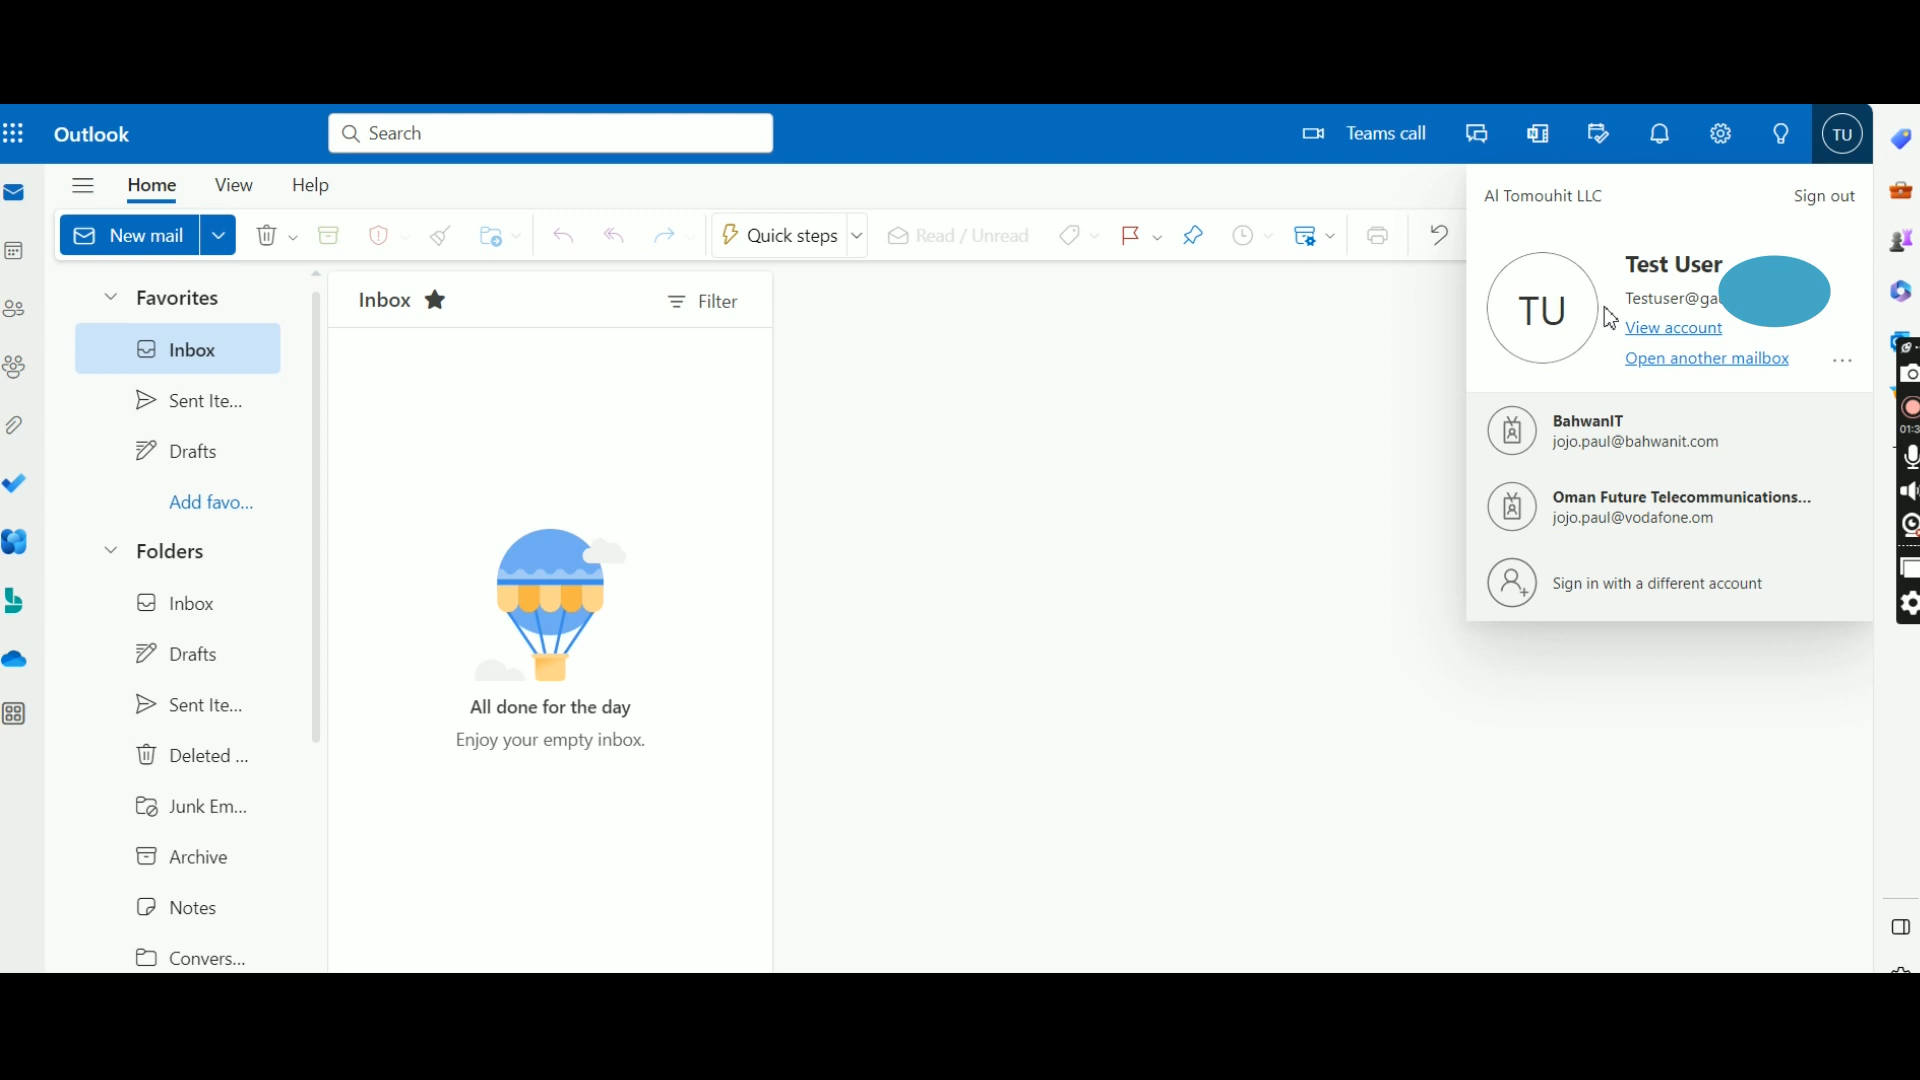 Outlook
Search
Teams call
TU
Home View Help
New mail
Quick steps
Read / Unread
Favorites
Inbox
Sent Ite...
Drafts
Add favo...
Folders
Inbox
Drafts
Sent Ite...
Deleted ...
Junk Em...
Archive
Notes
Convers...
Inbox
Filter
All done for the day
Enjoy your empty inbox.
Al Tomouhit LLC
Sign out
TU
Test User
View account
Open another mailbox
BahwanIT
jojo.paul@bahwanit.com
Oman Future Telecommunications...
jojo.paul@vodafone.om
Sign in with a different account